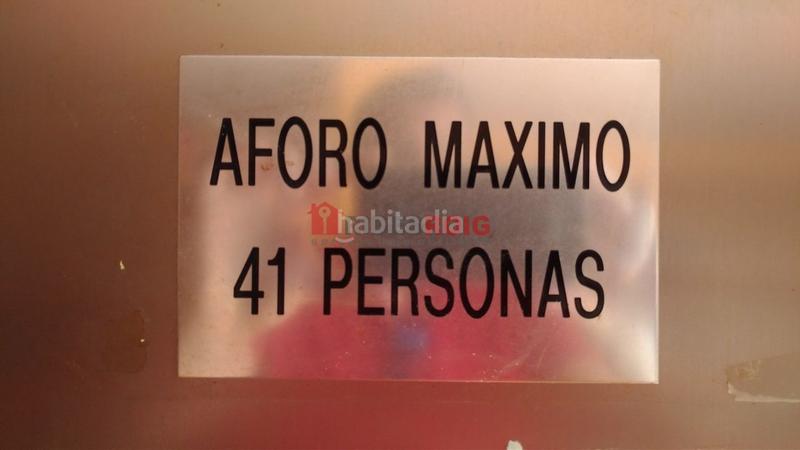 AFORO MAXIMO
habitaclia
41 PERSONAS